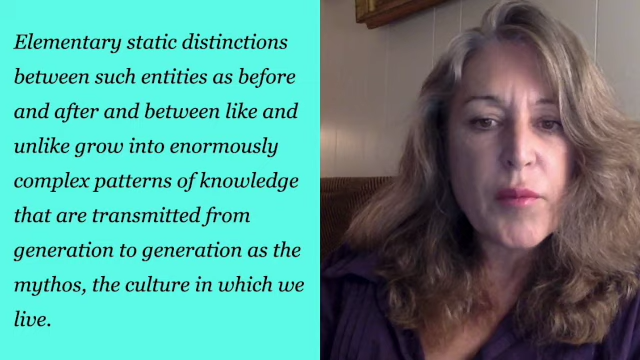 Elementary static distinctions
between such entities as before
and after and between like and
unlike grow into enormously
complex patterns of knowledge
that are transmitted from
generation to generation as the
mythos, the culture in which we
live.